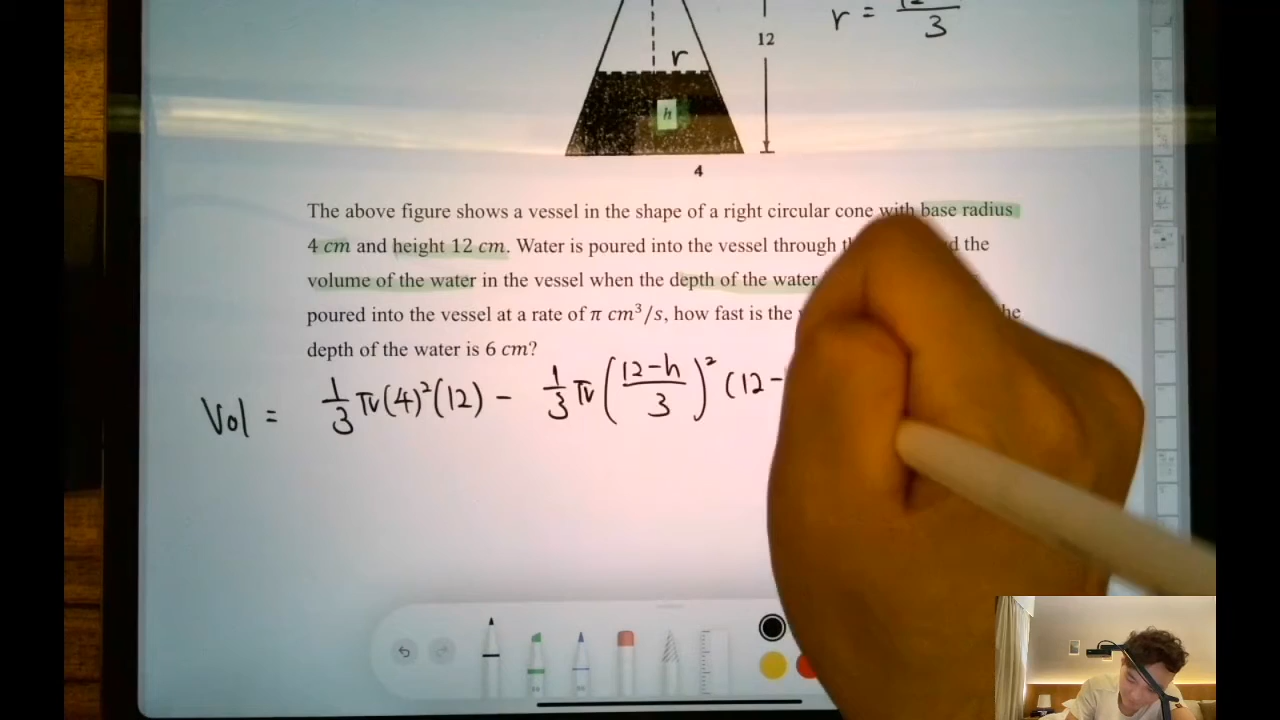 r = 12 / 3
12
r
h
4
The above figure shows a vessel in the shape of a right circular cone with base radius
4 cm and height 12 cm. Water is poured into the vessel through the
volume of the water in the vessel when the depth of the water
poured into the vessel at a rate of π cm³/s, how fast is the
depth of the water is 6 cm?
Vol = 1/3 π(4)²(12) - 1/3 π((12-h)/3)² (12-